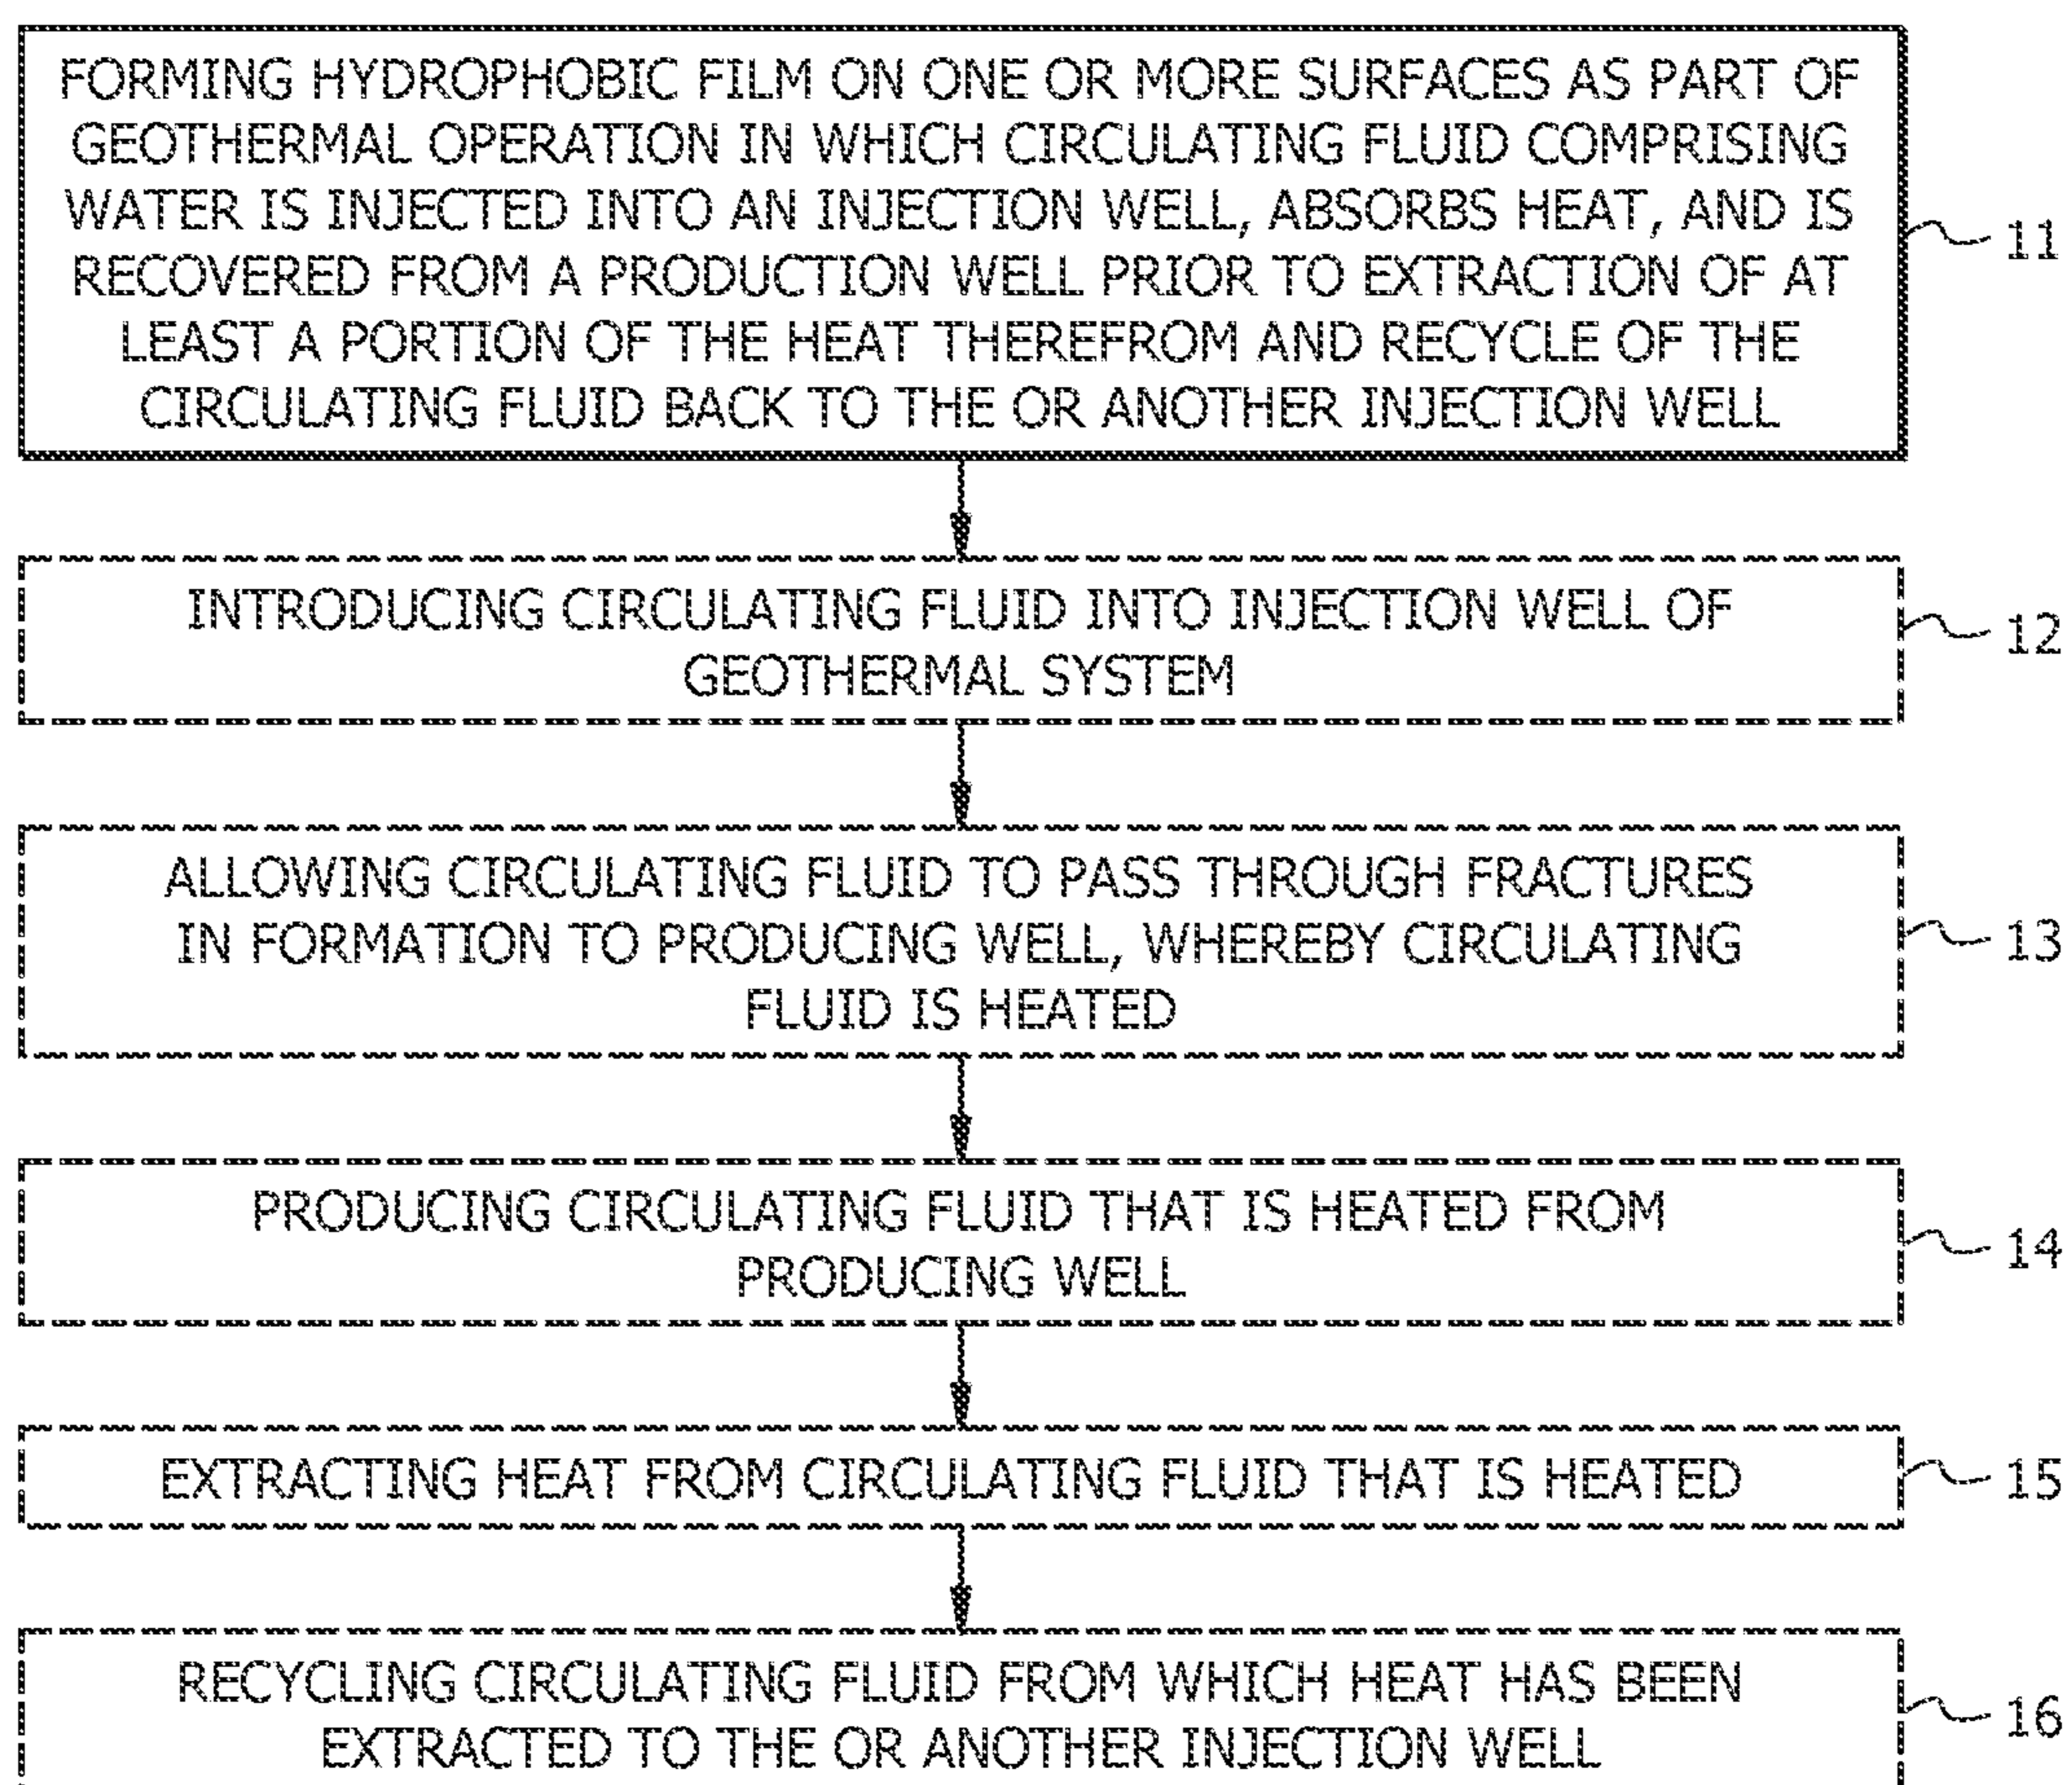 FORMING HYDROPHOBIC FILM ON ONE OR MORE SURFACES AS PART OF
GEOTHERMAL OPERATION IN WHICH CIRCULATING FLUID COMPRISING
WATER IS INJECTED INTO AN INJECTION WELL, ABSORBS HEAT, AND IS
RECOVERED FROM A PRODUCTION WELL PRIOR TO EXTRACTION OF AT
LEAST A PORTION OF THE HEAT THEREFROM AND RECYCLE OF THE
CIRCULATING FLUID BACK TO THE OR ANOTHER INJECTION WELL
11
INTRODUCING CIRCULATING FLUID INTO INJECTION WELL OF
GEOTHERMAL SYSTEM
12
ALLOWING CIRCULATING FLUID TO PASS THROUGH FRACTURES
IN FORMATION TO PRODUCING WELL, WHEREBY CIRCULATING
FLUID IS HEATED
13
PRODUCING CIRCULATING FLUID THAT IS HEATED FROM
PRODUCING WELL
14
EXTRACTING HEAT FROM CIRCULATING FLUID THAT IS HEATED
15
RECYCLING CIRCULATING FLUID FROM WHICH HEAT HAS BEEN
EXTRACTED TO THE OR ANOTHER INJECTION WELL
16